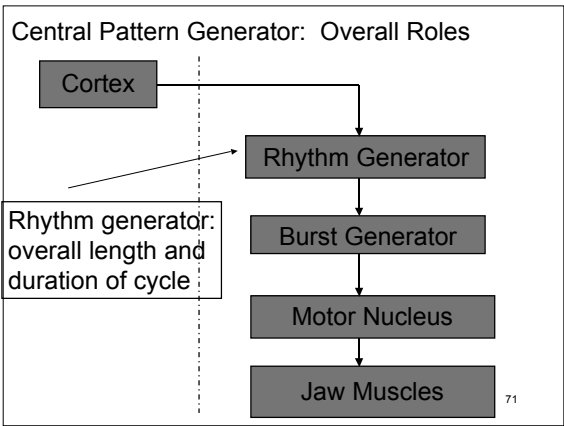 Central Pattern Generator:  Overall Roles
Cortex
Rhythm Generator
Rhythm generator:
overall length and
duration of cycle
Burst Generator
Motor Nucleus
Jaw Muscles
71